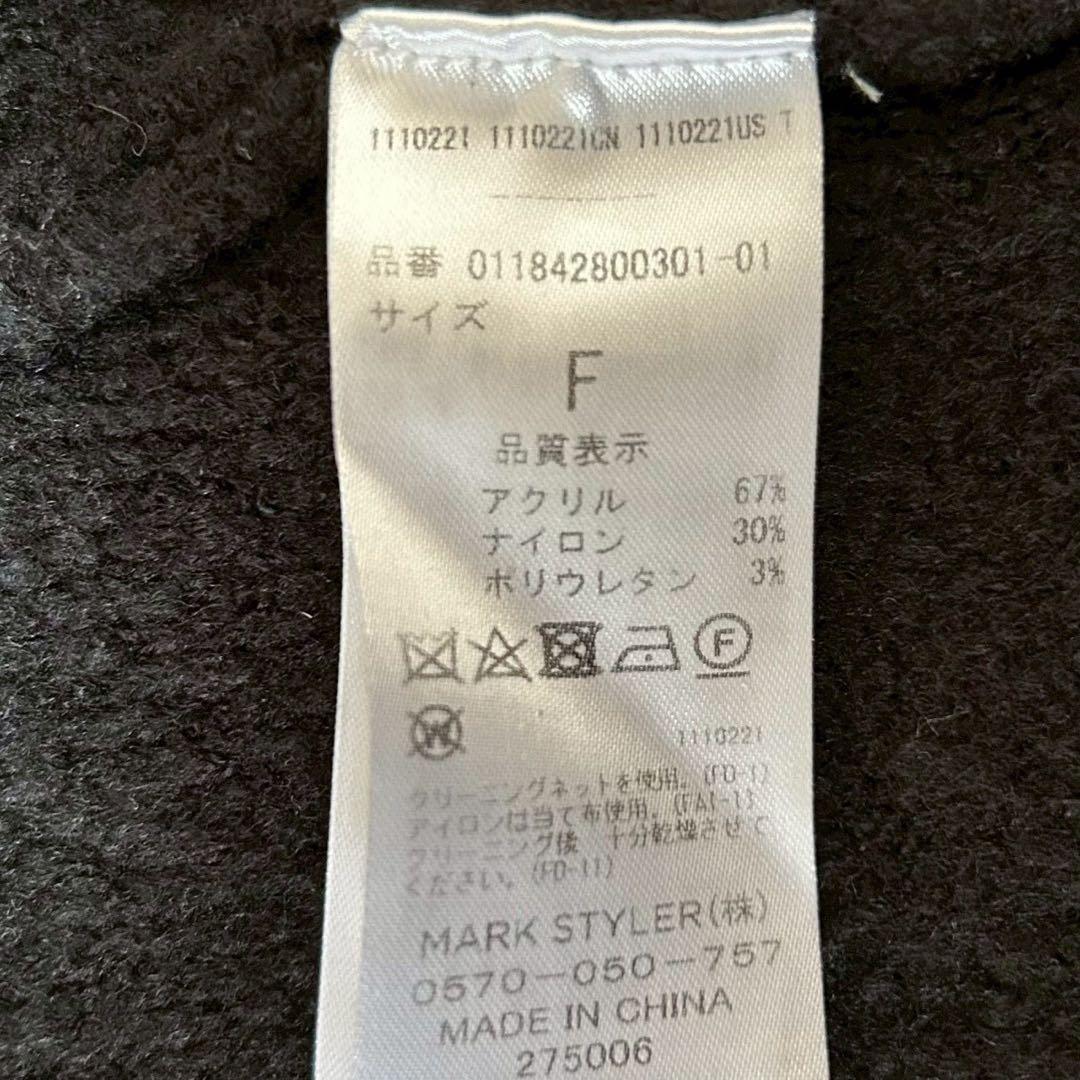 1110221 1110221CN 1110221US T
品番 011842800301-01
サイズ
F
品質表示
アクリル 67%
ナイロン 30%
ポリウレタン 3%
F
W
1110221
クリーニングネットを使用。(FD-1)
アイロンは当て布使用。(FA1-1)
クリーニング後 十分乾燥させて
ください。(FD-11)
MARK STYLER(株)
0570-050-757
MADE IN CHINA
275006